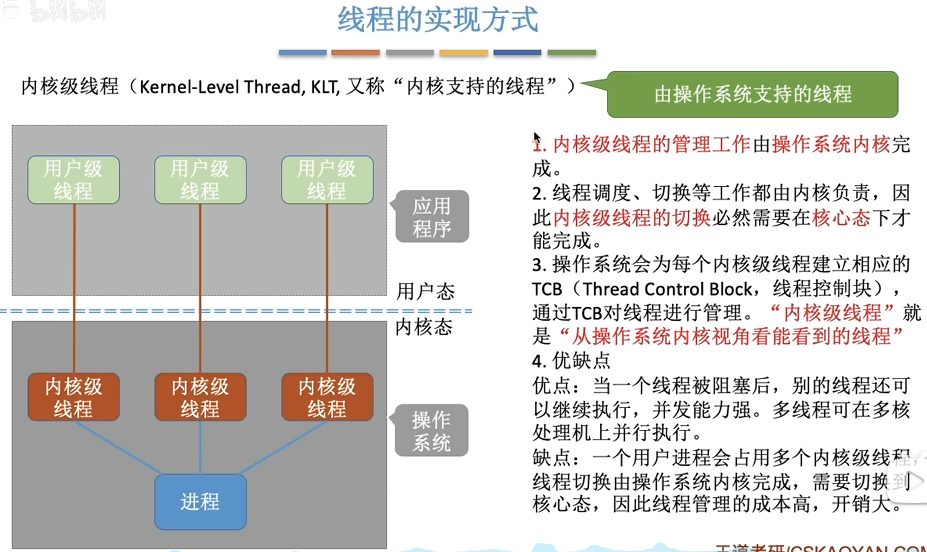 bilibili
线程的实现方式
内核级线程（Kernel-Level Thread, KLT, 又称“内核支持的线程”）
由操作系统支持的线程
用户级
线程
用户级
线程
用户级
线程
应用
程序
用户态
内核态
内核级
线程
内核级
线程
内核级
线程
操作
系统
进程
1. 内核级线程的管理工作由操作系统内核完
成。
2. 线程调度、切换等工作都由内核负责，因
此内核级线程的切换必然需要在核心态下才
能完成。
3. 操作系统会为每个内核级线程建立相应的
TCB（Thread Control Block，线程控制块），
通过TCB对线程进行管理。“内核级线程”就
是“从操作系统内核视角看能看到的线程”
4. 优缺点
优点：当一个线程被阻塞后，别的线程还可
以继续执行，并发能力强。多线程可在多核
处理机上并行执行。
缺点：一个用户进程会占用多个内核级线程，
线程切换由操作系统内核完成，需要切换到
核心态，因此线程管理的成本高，开销大。
王道考研/CSKAOYAN.COM